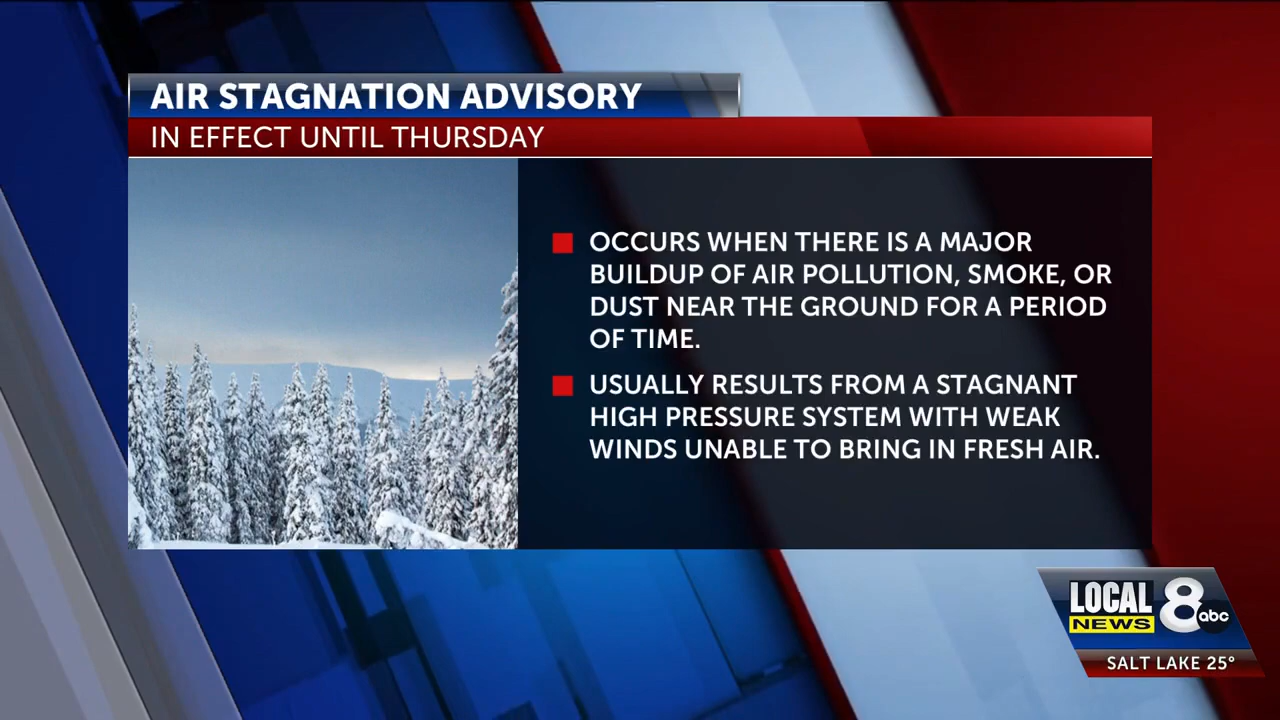 AIR STAGNATION ADVISORY
IN EFFECT UNTIL THURSDAY
OCCURS WHEN THERE IS A MAJOR
BUILDUP OF AIR POLLUTION, SMOKE, OR
DUST NEAR THE GROUND FOR A PERIOD
OF TIME.
USUALLY RESULTS FROM A STAGNANT
HIGH PRESSURE SYSTEM WITH WEAK
WINDS UNABLE TO BRING IN FRESH AIR.
LOCAL
NEWS
8
abc
SALT LAKE 25°